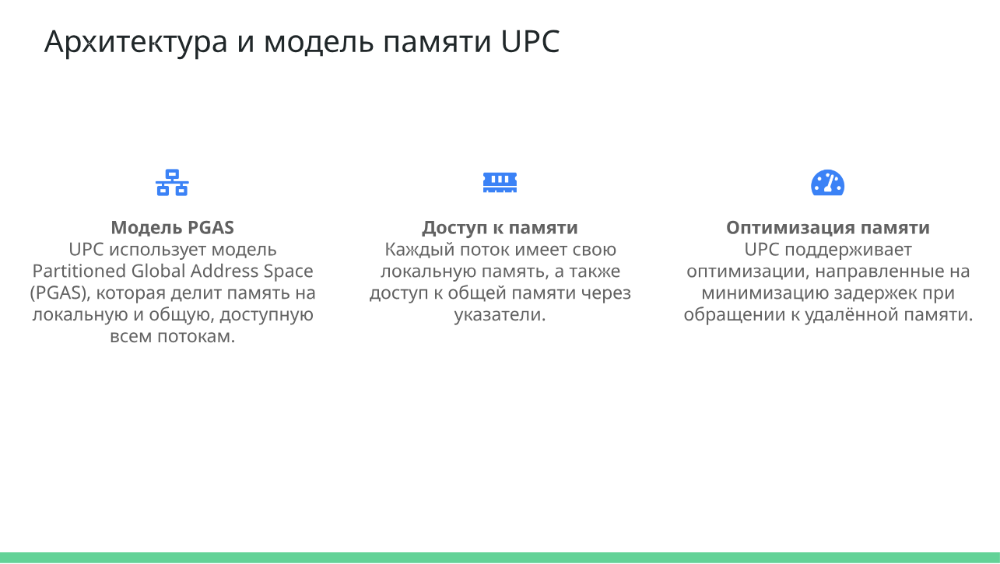 Архитектура и модель памяти UPC
Модель PGAS
UPC использует модель
Partitioned Global Address Space
(PGAS), которая делит память на
локальную и общую, доступную
всем потокам.
Доступ к памяти
Каждый поток имеет свою
локальную память, а также
доступ к общей памяти через
указатели.
Оптимизация памяти
UPC поддерживает
оптимизации, направленные на
минимизацию задержек при
обращении к удалённой памяти.